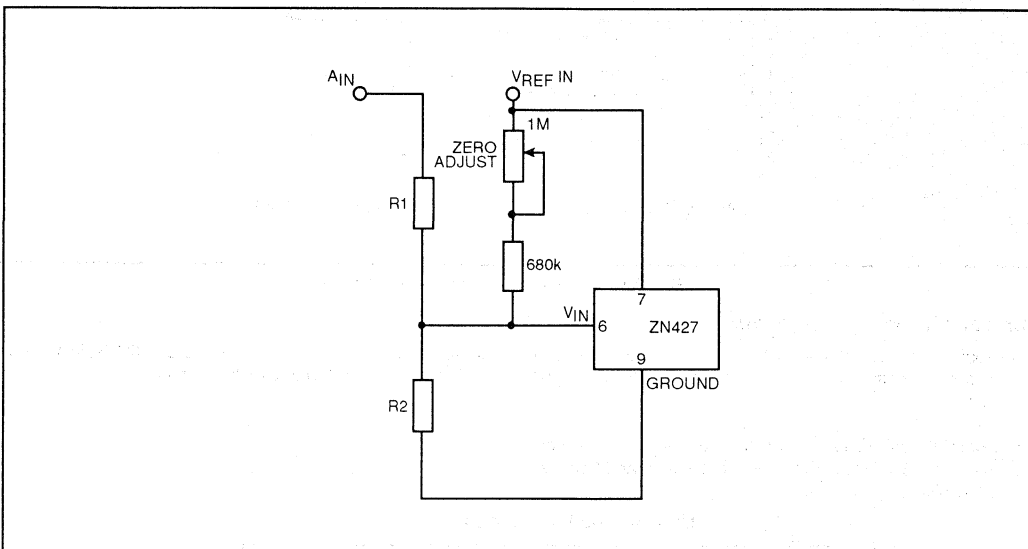 AIN
VREF IN
1M
ZERO
ADJUST
R1
680k
7
VIN
6
ZN427
9
GROUND
R2